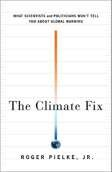 WHAT SCIENTISTS AND POLITICIANS WON'T TELL
YOU ABOUT GLOBAL WARMING
The Climate Fix
ROGER PIELKE, JR.